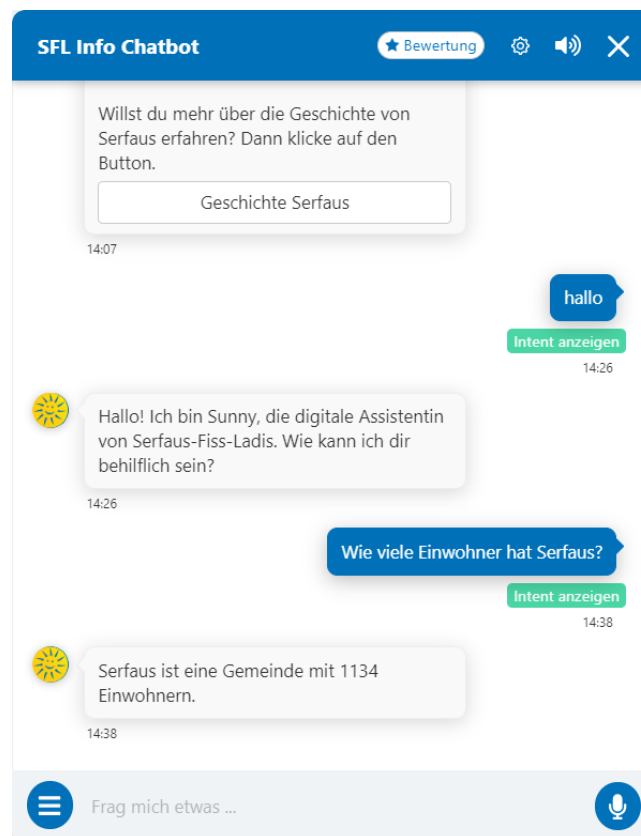 SFL Info Chatbot
Bewertung
Willst du mehr über die Geschichte von
Serfaus erfahren? Dann klicke auf den
Button.
Geschichte Serfaus
14:07
hallo
Intent anzeigen
14:26
Hallo! Ich bin Sunny, die digitale Assistentin
von Serfaus-Fiss-Ladis. Wie kann ich dir
behilflich sein?
14:26
Wie viele Einwohner hat Serfaus?
Intent anzeigen
14:38
Serfaus ist eine Gemeinde mit 1134
Einwohnern.
14:38
Frag mich etwas ...